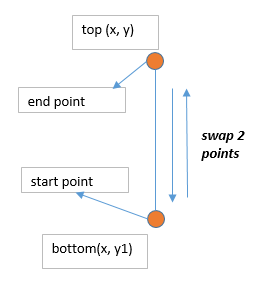 top (x, y)
end point
swap 2
points
start point
bottom(x, y1)